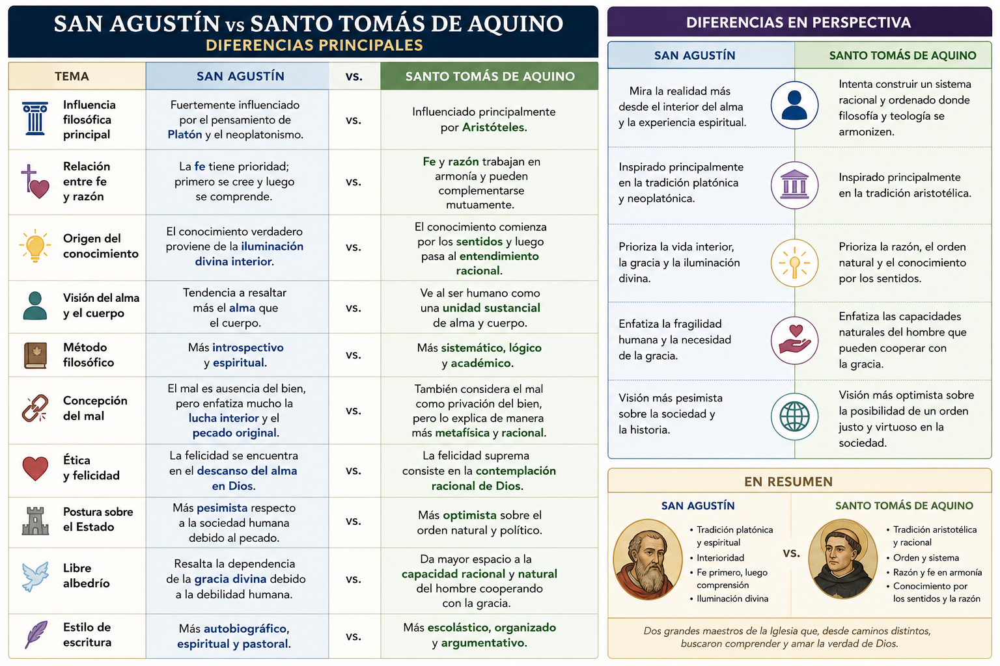 SAN AGUSTÍN vs SANTO TOMÁS DE AQUINO
DIFERENCIAS PRINCIPALES
TEMA
SAN AGUSTÍN
vs.
SANTO TOMÁS DE AQUINO
Influencia
filosófica
principal
Fuertemente influenciado
por el pensamiento de
Platón y el neoplatonismo.
vs.
Influenciado principalmente
por Aristóteles.
Relación
entre fe
y razón
La fe tiene prioridad;
primero se cree y luego
se comprende.
vs.
Fe y razón trabajan en
armonía y pueden
complementarse
mutuamente.
Origen del
conocimiento
El conocimiento verdadero
proviene de la iluminación
divina interior.
vs.
El conocimiento comienza
por los sentidos y luego
pasa al entendimiento
racional.
Visión del alma
y el cuerpo
Tendencia a resaltar
más el alma que
el cuerpo.
vs.
Ve al ser humano como
una unidad sustancial
de alma y cuerpo.
Método
filosófico
Más introspectivo
y espiritual.
vs.
Más sistemático, lógico
y académico.
Concepción
del mal
El mal es ausencia del bien,
pero enfatiza mucho la
lucha interior y el
pecado original.
vs.
También considera el mal
como privación del bien,
pero lo explica de manera
más metafísica y racional.
Ética
y felicidad
La felicidad se encuentra
en el descanso del alma
en Dios.
vs.
La felicidad suprema
consiste en la contemplación
racional de Dios.
Postura sobre
el Estado
Más pesimista respecto
a la sociedad humana
debido al pecado.
vs.
Más optimista sobre el
orden natural y político.
Libre
albedrío
Resalta la dependencia
de la gracia divina debido
a la debilidad humana.
vs.
Da mayor espacio a la
capacidad racional y natural
del hombre cooperando
con la gracia.
Estilo de
escritura
Más autobiográfico,
espiritual y pastoral.
vs.
Más escolástico, organizado
y argumentativo.
DIFERENCIAS EN PERSPECTIVA
SAN AGUSTÍN
SANTO TOMÁS DE AQUINO
Mira la realidad más
desde el interior del alma
y la experiencia espiritual.
Intenta construir un sistema
racional y ordenado donde
filosofía y teología se
armonizen.
Inspirado principalmente
en la tradición platónica
y neoplatónica.
Inspirado principalmente
en la tradición aristotélica.
Prioriza la vida interior,
la gracia y la iluminación
divina.
Prioriza la razón, el orden
natural y el conocimiento
por los sentidos.
Enfatiza la fragilidad
humana y la necesidad
de la gracia.
Enfatiza las capacidades
naturales del hombre que
pueden cooperar con
la gracia.
Visión más pesimista
sobre la sociedad y
la historia.
Visión más optimista sobre
la posibilidad de un orden
justo y virtuoso en la
sociedad.
EN RESUMEN
SAN AGUSTÍN
• Tradición platónica
y espiritual
• Interioridad
• Fe primero, luego
comprensión
• Iluminación divina
vs.
SANTO TOMÁS DE AQUINO
• Tradición aristotélica
y racional
• Orden y sistema
• Razón y fe en armonía
• Conocimiento por
los sentidos y la razón
Dos grandes maestros de la Iglesia que, desde caminos distintos,
buscaron comprender y amar la verdad de Dios.